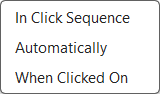 In Click Sequence
Automatically
When Clicked On